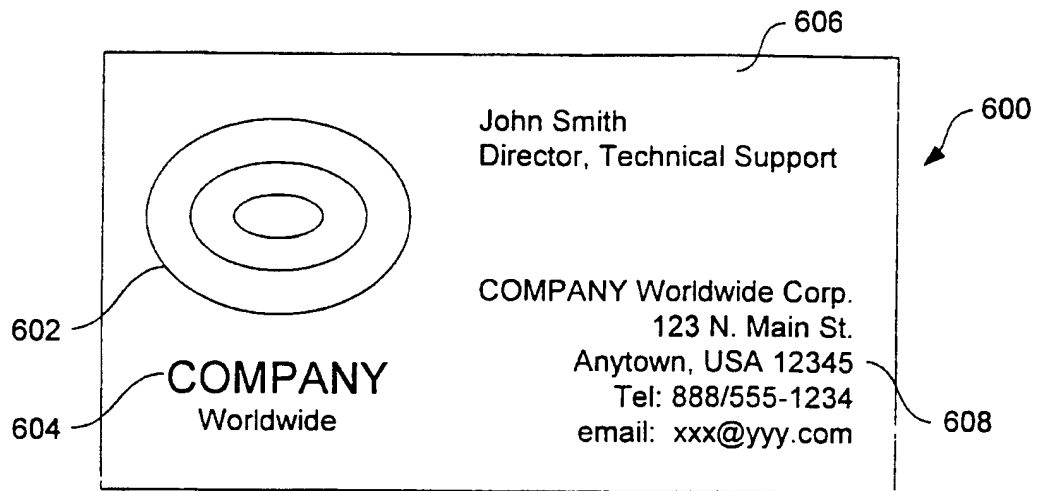 606
600
John Smith
Director, Technical Support
602
COMPANY Worldwide Corp.
123 N. Main St.
Anytown, USA 12345
Tel: 888/555-1234
email: xxx@yyy.com
608
604
COMPANY
Worldwide